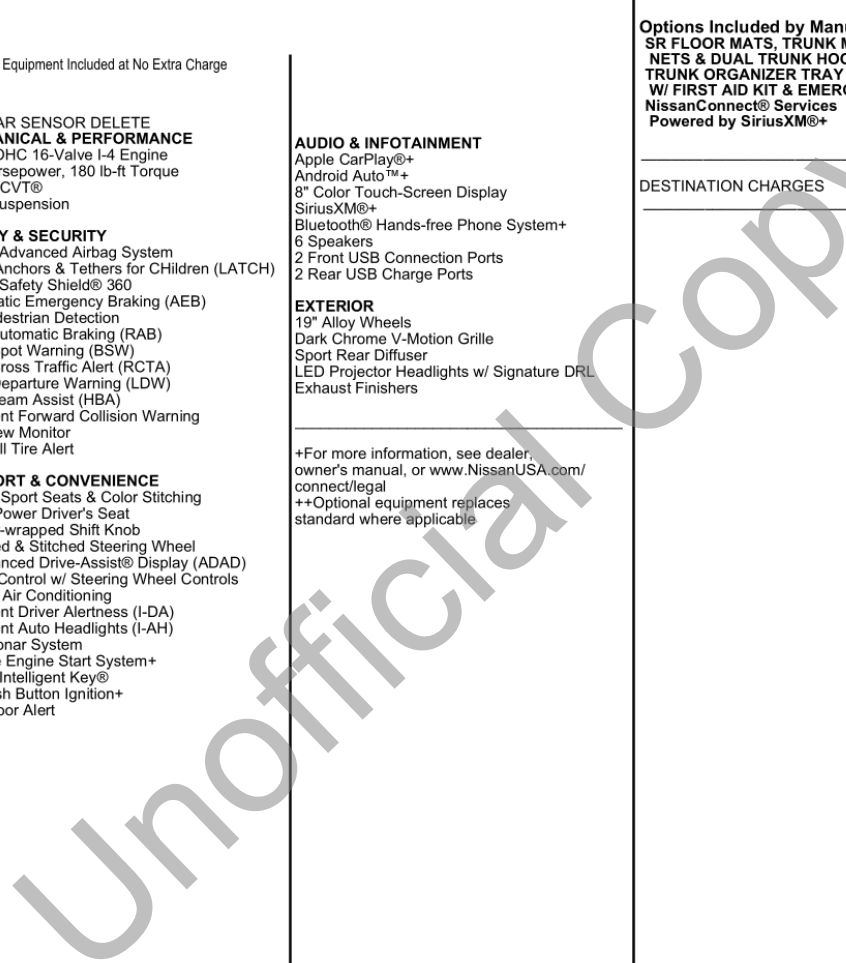 Equipment Included at No Extra Charge
AR SENSOR DELETE
ANICAL & PERFORMANCE
OHC 16-Valve I-4 Engine
rsepower, 180 lb-ft Torque
CVT®
uspension
Y & SECURITY
Advanced Airbag System
Anchors & Tethers for CHildren (LATCH)
Safety Shield® 360
atic Emergency Braking (AEB)
destrian Detection
utomatic Braking (RAB)
pot Warning (BSW)
ross Traffic Alert (RCTA)
Departure Warning (LDW)
eam Assist (HBA)
nt Forward Collision Warning
ew Monitor
ll Tire Alert
ORT & CONVENIENCE
Sport Seats & Color Stitching
Power Driver's Seat
-wrapped Shift Knob
ed & Stitched Steering Wheel
anced Drive-Assist® Display (ADAD)
Control w/ Steering Wheel Controls
Air Conditioning
nt Driver Alertness (I-DA)
nt Auto Headlights (I-AH)
onar System
e Engine Start System+
Intelligent Key®
sh Button Ignition+
oor Alert
AUDIO & INFOTAINMENT
Apple CarPlay®+
Android Auto™+
8" Color Touch-Screen Display
SiriusXM®+
Bluetooth® Hands-free Phone System+
6 Speakers
2 Front USB Connection Ports
2 Rear USB Charge Ports
EXTERIOR
19" Alloy Wheels
Dark Chrome V-Motion Grille
Sport Rear Diffuser
LED Projector Headlights w/ Signature DRL
Exhaust Finishers
+For more information, see dealer,
owner's manual, or www.NissanUSA.com/
connect/legal
++Optional equipment replaces
standard where applicable
Options Included by Manu
SR FLOOR MATS, TRUNK M
NETS & DUAL TRUNK HOO
TRUNK ORGANIZER TRAY
W/ FIRST AID KIT & EMERG
NissanConnect® Services
Powered by SiriusXM®+
DESTINATION CHARGES
Unofficial Copy